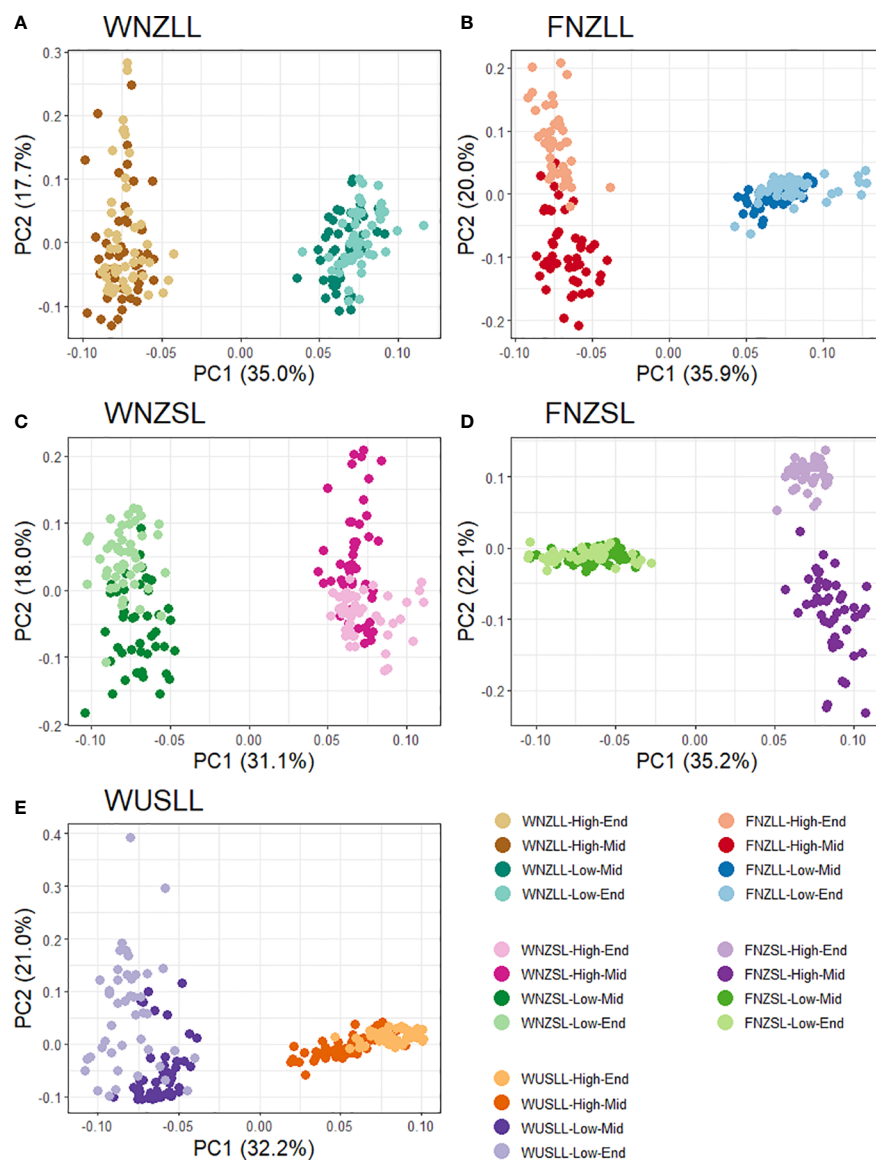 A
WNZLL
PC2 (17.7%)
0.3
0.2
0.1
0.0
-0.1
-0.10
-0.05
0.00
0.05
0.10
PC1 (35.0%)
B
FNZLL
PC2 (20.0%)
0.2
0.1
0.0
-0.1
-0.2
-0.10
-0.05
0.00
0.05
0.10
PC1 (35.9%)
C
WNZSL
PC2 (18.0%)
0.2
0.1
0.0
-0.1
-0.2
-0.10
-0.05
0.00
0.05
0.10
PC1 (31.1%)
D
FNZSL
PC2 (22.1%)
0.1
0.0
-0.1
-0.2
-0.10
-0.05
0.00
0.05
0.10
PC1 (35.2%)
E
WUSLL
PC2 (21.0%)
0.4
0.3
0.2
0.1
0.0
-0.1
-0.10
-0.05
0.00
0.05
0.10
PC1 (32.2%)
WNZLL-High-End
WNZLL-High-Mid
WNZLL-Low-Mid
WNZLL-Low-End
FNZLL-High-End
FNZLL-High-Mid
FNZLL-Low-Mid
FNZLL-Low-End
WNZSL-High-End
WNZSL-High-Mid
WNZSL-Low-Mid
WNZSL-Low-End
FNZSL-High-End
FNZSL-High-Mid
FNZSL-Low-Mid
FNZSL-Low-End
WUSLL-High-End
WUSLL-High-Mid
WUSLL-Low-Mid
WUSLL-Low-End